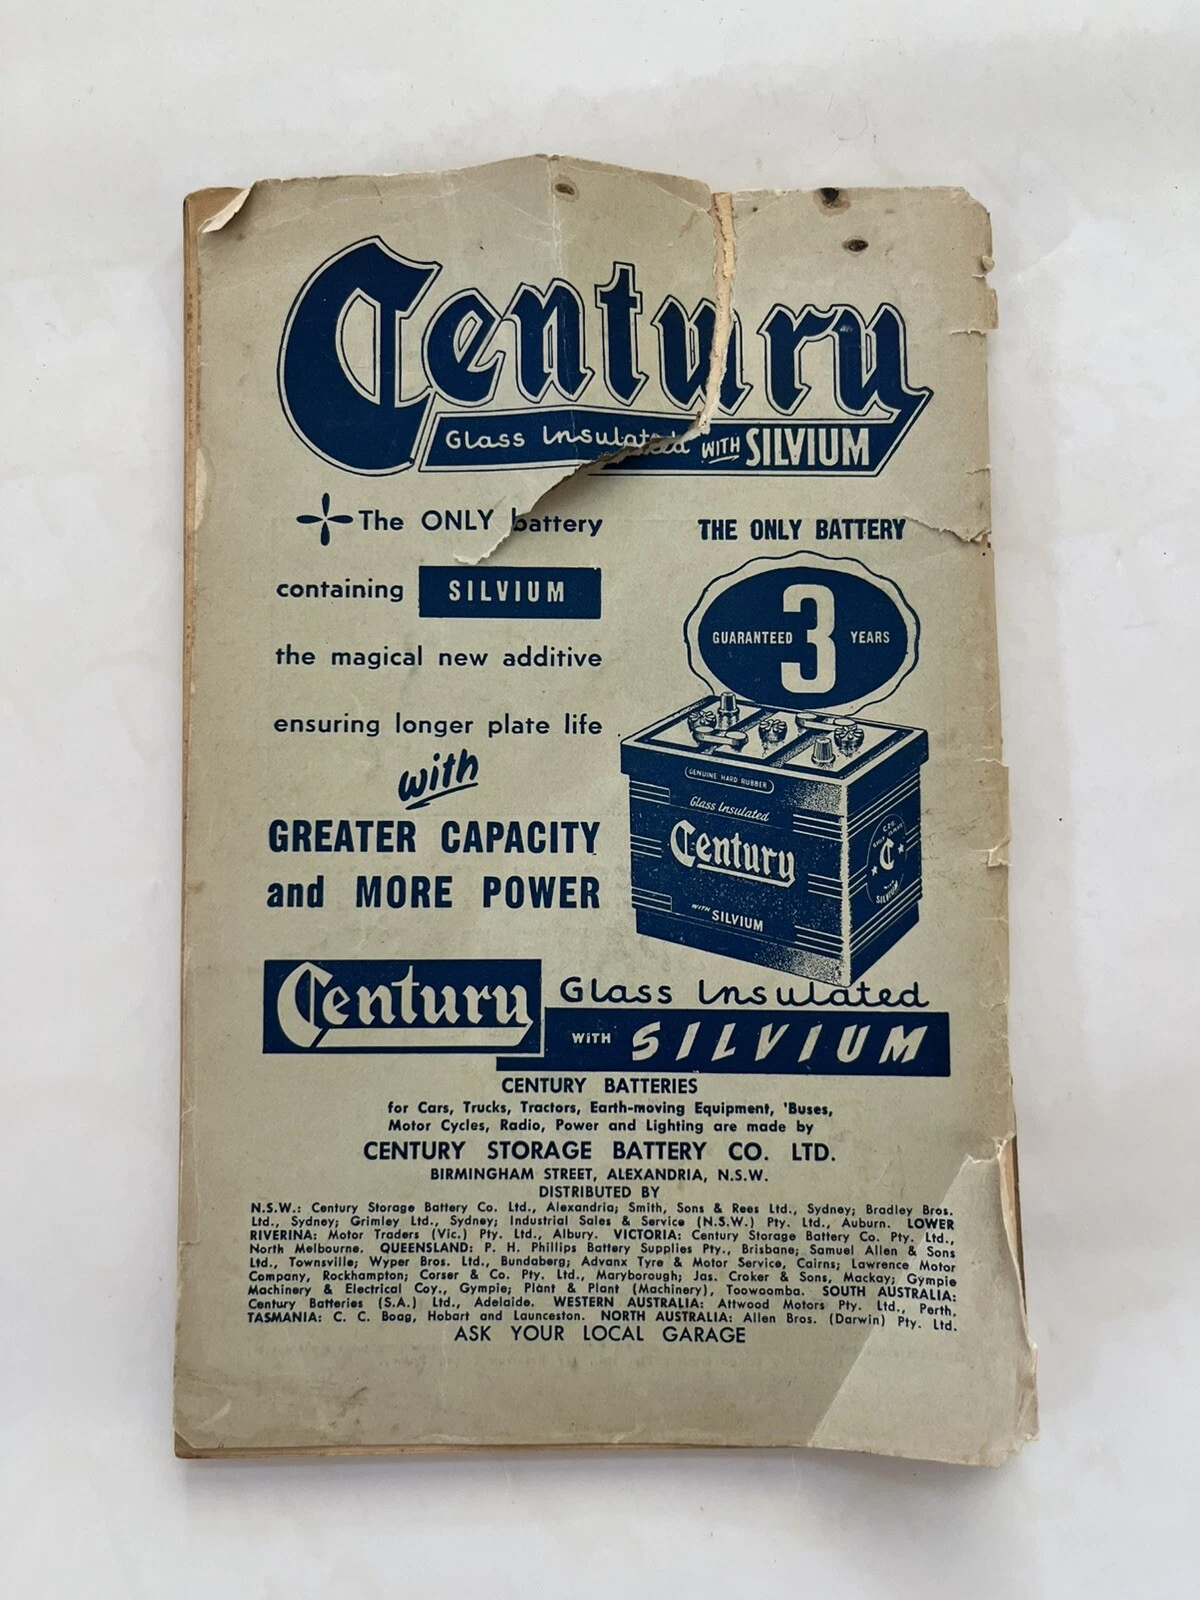 Century
Glass Insulated WITH SILVIUM
The ONLY battery
containing SILVIUM
the magical new additive
ensuring longer plate life
with
GREATER CAPACITY
and MORE POWER
THE ONLY BATTERY
GUARANTEED 3 YEARS
GENUINE HARD RUBBER
Glass Insulated
Century
WITH SILVIUM
C
SILVIUM
Century Glass Insulated
WITH SILVIUM
CENTURY BATTERIES
for Cars, Trucks, Tractors, Earth-moving Equipment, 'Buses,
Motor Cycles, Radio, Power and Lighting are made by
CENTURY STORAGE BATTERY CO. LTD.
BIRMINGHAM STREET, ALEXANDRIA, N.S.W.
DISTRIBUTED BY
N.S.W.: Century Storage Battery Co. Ltd., Alexandria; Smith, Sons & Rees Ltd., Sydney; Bradley Bros.
Ltd., Sydney; Grimley Ltd., Sydney; Industrial Sales & Service (N.S.W.) Pty. Ltd., Auburn. LOWER
RIVERINA: Motor Traders (Vic.) Pty. Ltd., Albury. VICTORIA: Century Storage Battery Co. Pty. Ltd.,
North Melbourne. QUEENSLAND: P. H. Phillips Battery Supplies Pty., Brisbane; Samuel Allen & Sons
Ltd., Townsville; Wyper Bros. Ltd., Bundaberg; Advanx Tyre & Motor Service, Cairns; Lawrence Motor
Company, Rockhampton; Corser & Co. Pty. Ltd., Maryborough; Jas. Croker & Sons, Mackay; Gympie
Machinery & Electrical Coy., Gympie; Plant & Plant (Machinery), Toowoomba. SOUTH AUSTRALIA:
Century Batteries (S.A.) Ltd., Adelaide. WESTERN AUSTRALIA: Attwood Motors Pty. Ltd., Perth.
TASMANIA: C. C. Boag, Hobart and Launceston. NORTH AUSTRALIA: Allen Bros. (Darwin) Pty. Ltd.
ASK YOUR LOCAL GARAGE